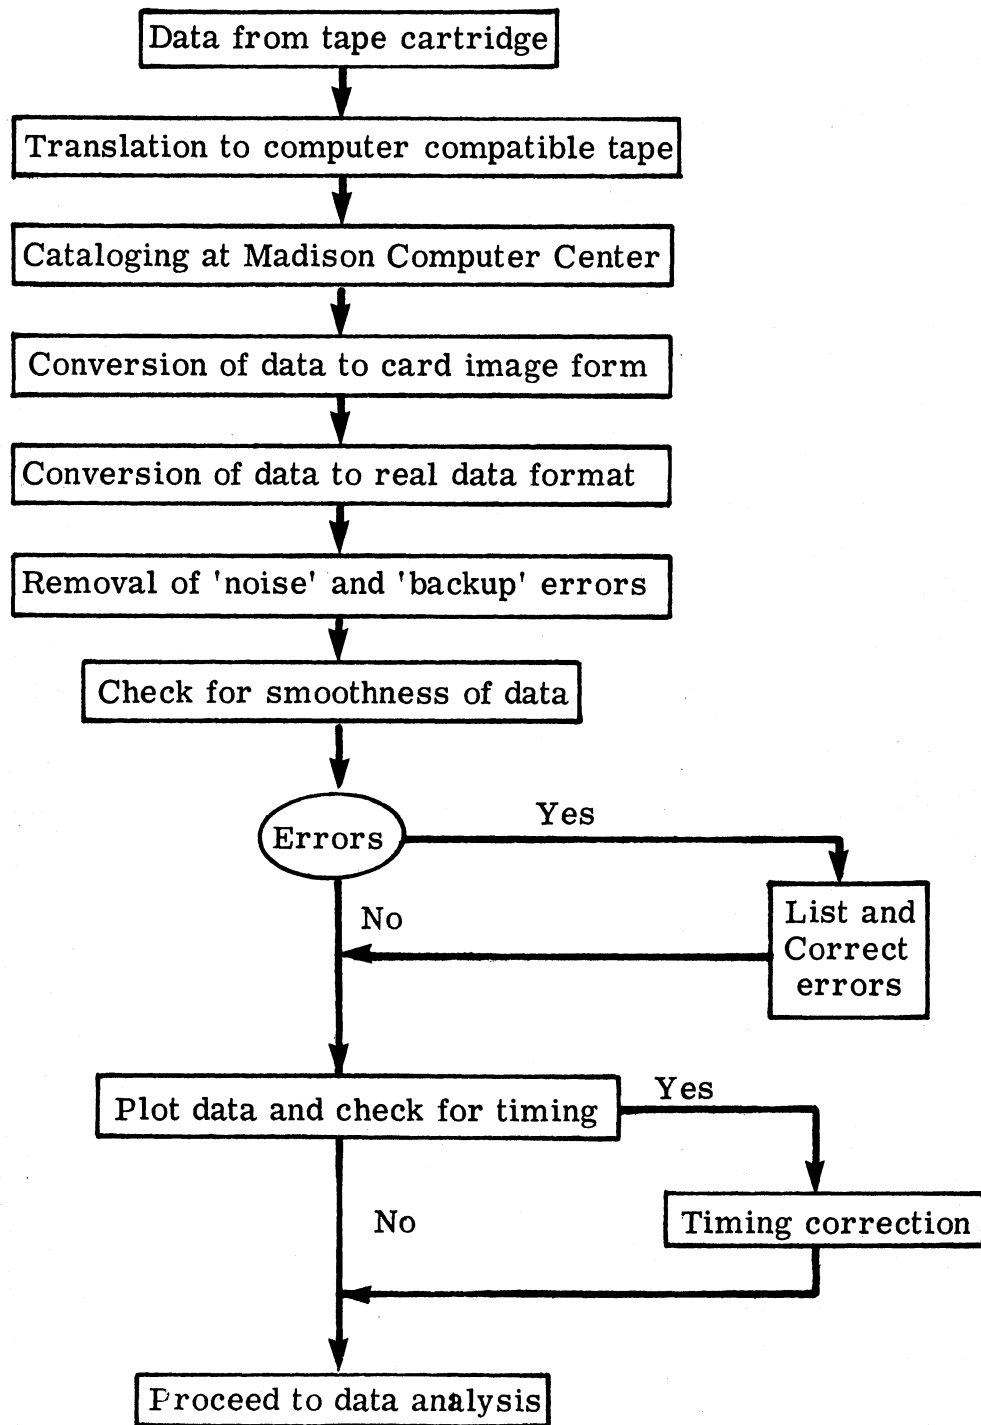 Data from tape cartridge
Translation to computer compatible tape
Cataloging at Madison Computer Center
Conversion of data to card image form
Conversion of data to real data format
Removal of 'noise' and 'backup' errors
Check for smoothness of data
Errors
Yes
No
List and
Correct
errors
Plot data and check for timing
Yes
No
Timing correction
Proceed to data analysis